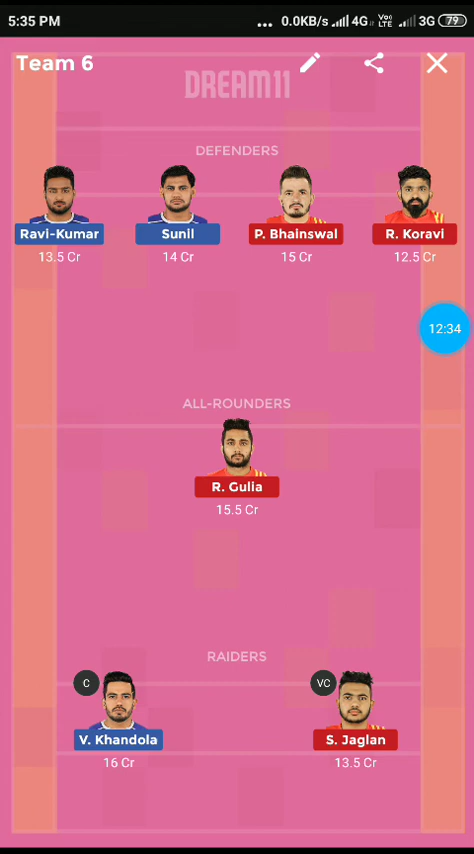 5:35 PM ... 0.0KB/s 4G Vo) LTE 3G 79
Team 6
DREAM11
DEFENDERS
Ravi-Kumar Sunil P. Bhainswal R. Koravi
13.5 Cr 14 Cr 15 Cr 12.5 Cr
12:34
ALL-ROUNDERS
R. Gulia
15.5 Cr
RAIDERS
C VC
V. Khandola S. Jaglan
16 Cr 13.5 Cr